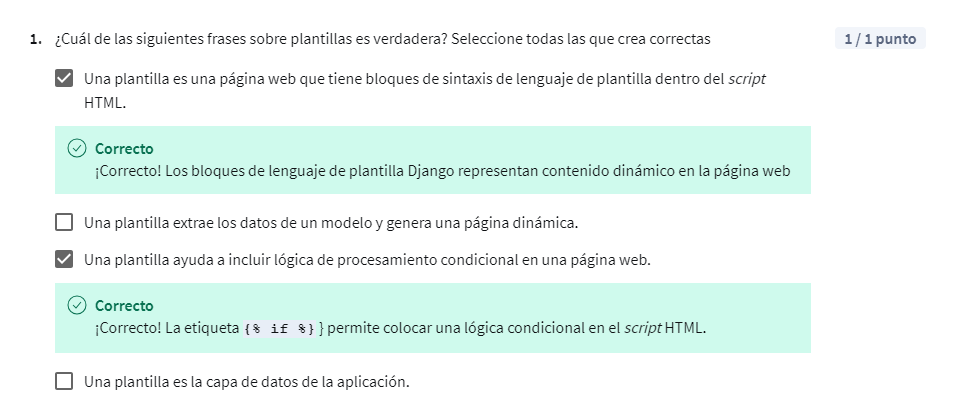 1. ¿Cuál de las siguientes frases sobre plantillas es verdadera? Seleccione todas las que crea correctas
1 / 1 punto
Una plantilla es una página web que tiene bloques de sintaxis de lenguaje de plantilla dentro del script
HTML.
Correcto
¡Correcto! Los bloques de lenguaje de plantilla Django representan contenido dinámico en la página web
Una plantilla extrae los datos de un modelo y genera una página dinámica.
Una plantilla ayuda a incluir lógica de procesamiento condicional en una página web.
Correcto
¡Correcto! La etiqueta {% if %} } permite colocar una lógica condicional en el script HTML.
Una plantilla es la capa de datos de la aplicación.